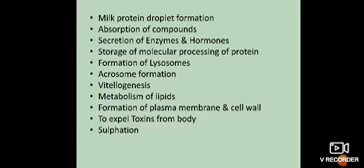 • Milk protein droplet formation
• Absorption of compounds
• Secretion of Enzymes & Hormones
• Storage of molecular processing of protein
• Formation of Lysosomes
• Acrosome formation
• Vitellogenesis
• Metabolism of lipids
• Formation of plasma membrane & cell wall
• To expel Toxins from body
• Sulphation
V RECORDER